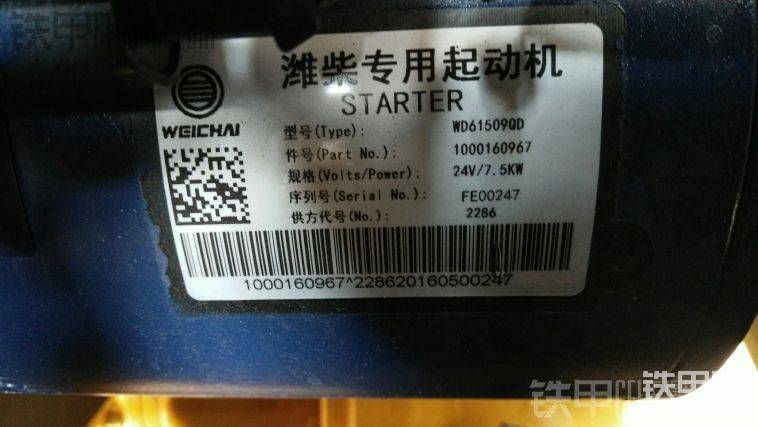 铁甲
潍柴专用起动机
STARTER
WEICHAI
型号(Type): WD61509QD
件号(Part No.): 1000160967
规格(Volts/Power): 24V/7.5KW
序列号(Serial No.): FE00247
供方代号(No.): 2286
1000160967^228620160500247
铁甲
铁甲